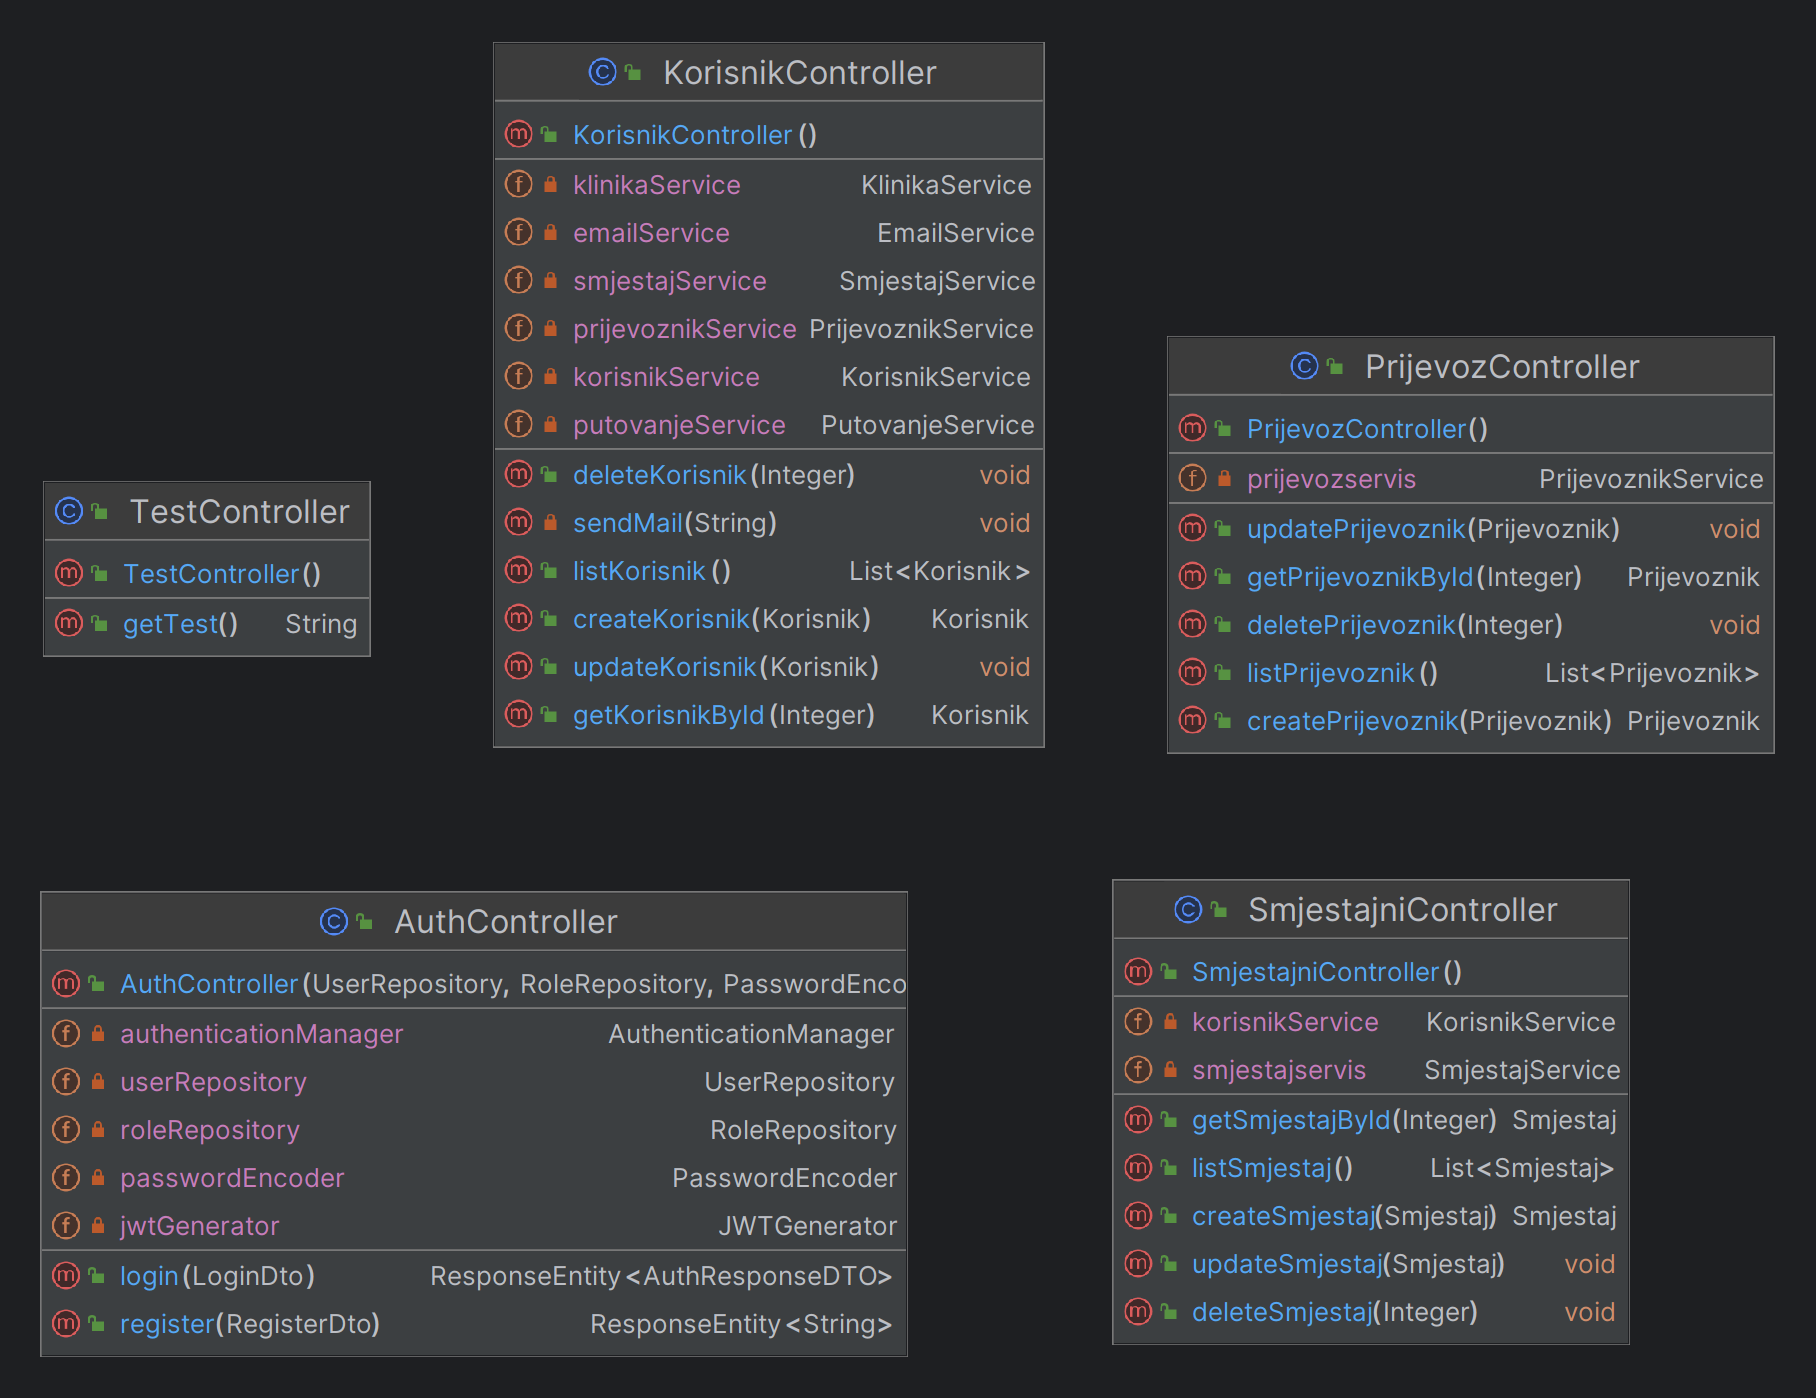 KorisnikController
KorisnikController()
klinikaService KlinikaService
emailService EmailService
smjestajService SmjestajService
prijevoznikService PrijevoznikService
korisnikService KorisnikService
putovanjeService PutovanjeService
deleteKorisnik(Integer) void
sendMail(String) void
listKorisnik() List<Korisnik>
createKorisnik(Korisnik) Korisnik
updateKorisnik(Korisnik) void
getKorisnikById(Integer) Korisnik
PrijevozController
PrijevozController()
prijevozservis PrijevoznikService
updatePrijevoznik(Prijevoznik) void
getPrijevoznikById(Integer) Prijevoznik
deletePrijevoznik(Integer) void
listPrijevoznik() List<Prijevoznik>
createPrijevoznik(Prijevoznik) Prijevoznik
TestController
TestController()
getTest() String
AuthController
AuthController(UserRepository, RoleRepository, PasswordEnco
authenticationManager AuthenticationManager
userRepository UserRepository
roleRepository RoleRepository
passwordEncoder PasswordEncoder
jwtGenerator JWTGenerator
login(LoginDto) ResponseEntity<AuthResponseDTO>
register(RegisterDto) ResponseEntity<String>
SmjestajniController
SmjestajniController()
korisnikService KorisnikService
smjestajservis SmjestajService
getSmjestajById(Integer) Smjestaj
listSmjestaj() List<Smjestaj>
createSmjestaj(Smjestaj) Smjestaj
updateSmjestaj(Smjestaj) void
deleteSmjestaj(Integer) void